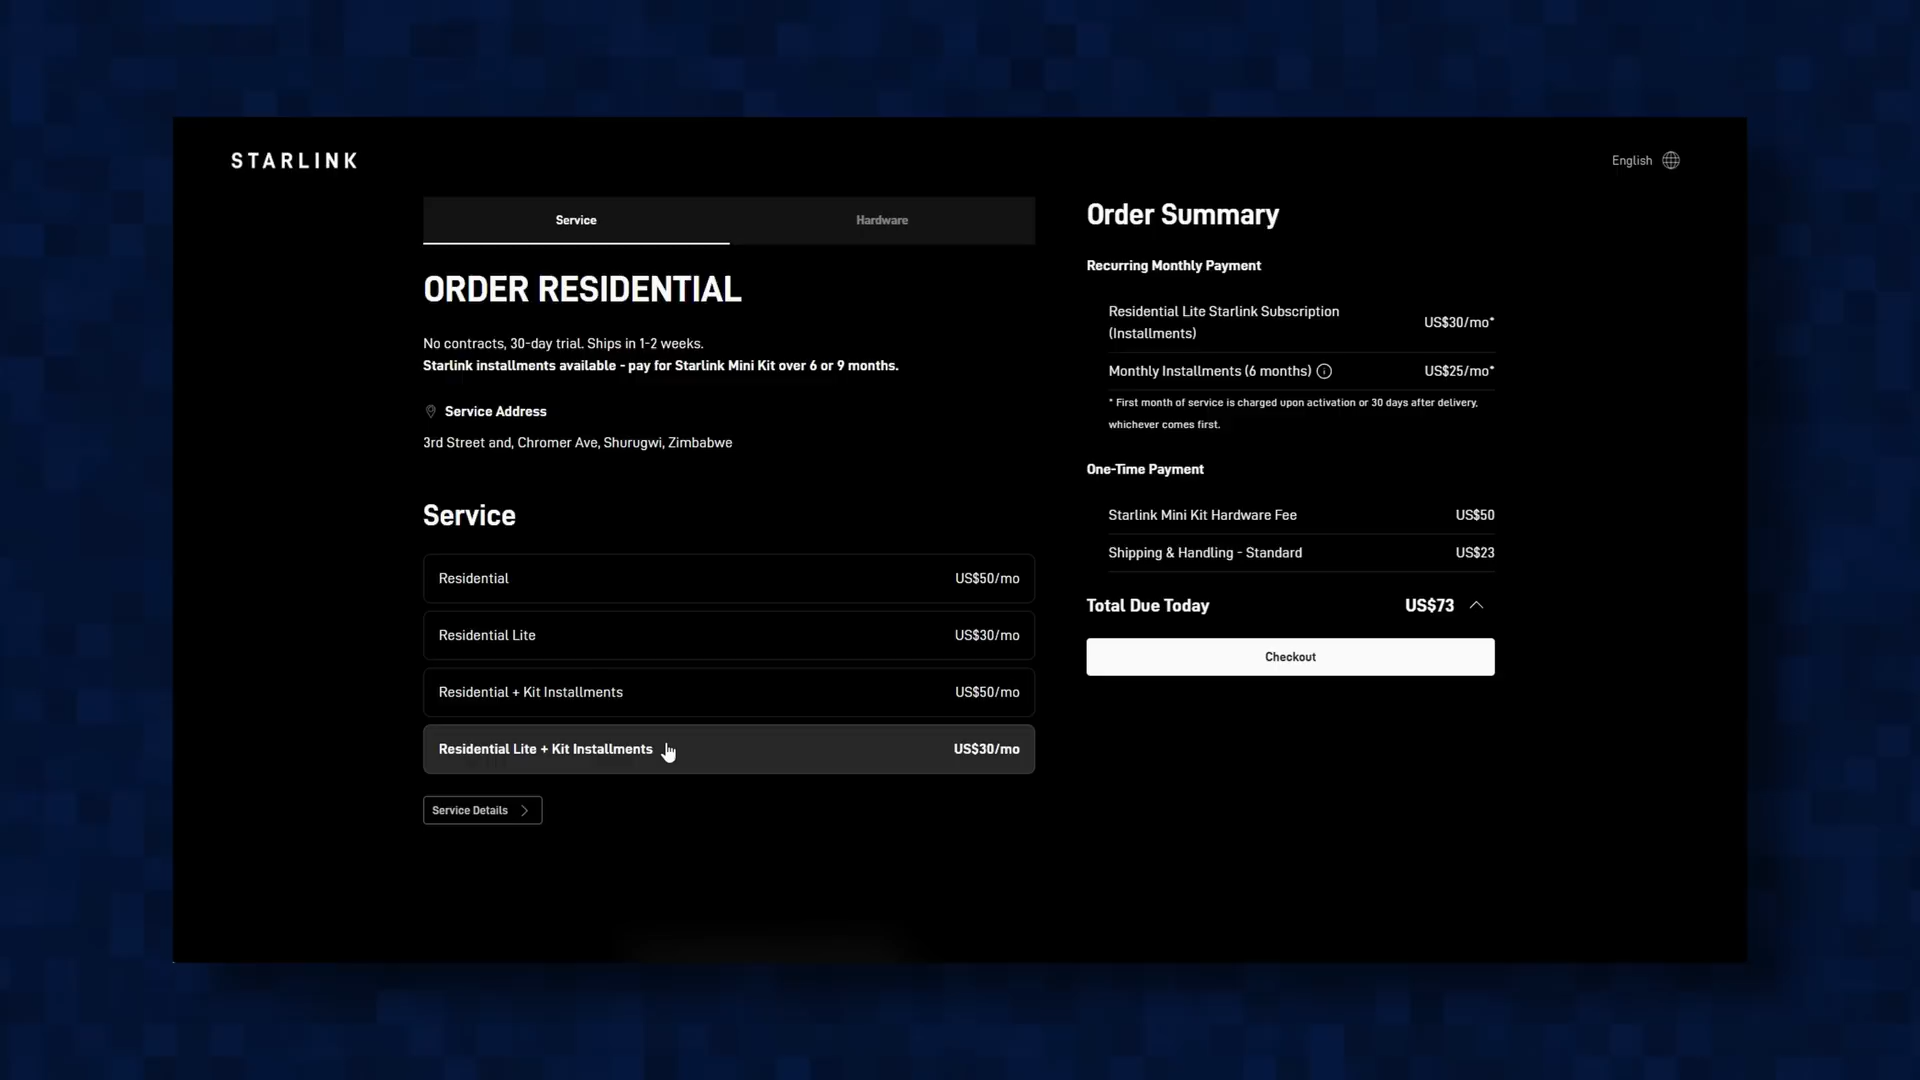 STARLINK
English
Service
Hardware
ORDER RESIDENTIAL
No contracts, 30-day trial. Ships in 1-2 weeks.
Starlink installments available - pay for Starlink Mini Kit over 6 or 9 months.
Service Address
3rd Street and, Chromer Ave, Shurugwi, Zimbabwe
Service
Residential US$50/mo
Residential Lite US$30/mo
Residential + Kit Installments US$50/mo
Residential Lite + Kit Installments US$30/mo
Service Details
Order Summary
Recurring Monthly Payment
Residential Lite Starlink Subscription
(Installments) US$30/mo*
Monthly Installments (6 months) US$25/mo*
* First month of service is charged upon activation or 30 days after delivery,
whichever comes first.
One-Time Payment
Starlink Mini Kit Hardware Fee US$50
Shipping & Handling - Standard US$23
Total Due Today US$73
Checkout